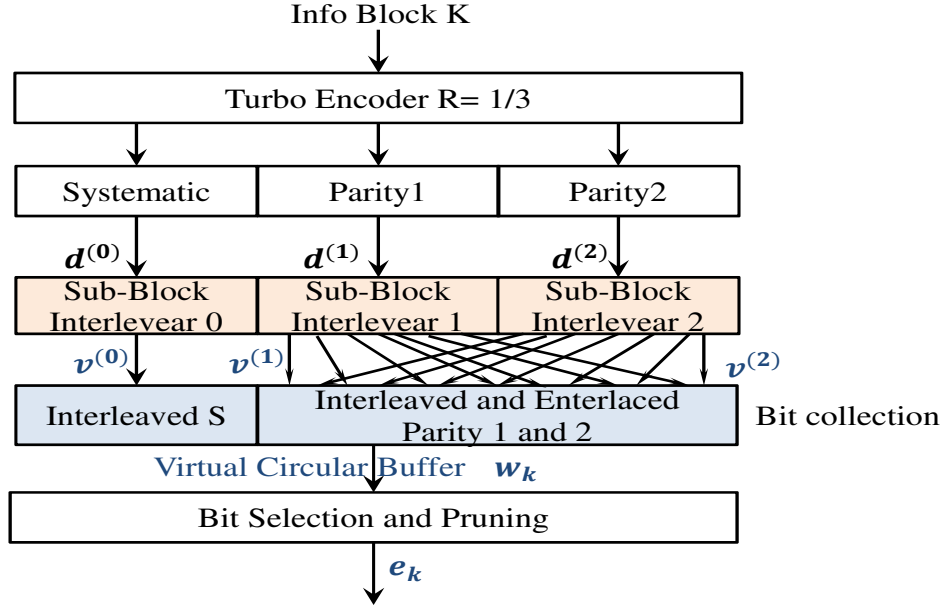 Info Block K
Turbo Encoder R= 1/3
Systematic Parity1 Parity2
d^(0) d^(1) d^(2)
Sub-Block Sub-Block Sub-Block
Interlevear 0 Interlevear 1 Interlevear 2
v^(0) v^(1) v^(2)
Interleaved S Interleaved and Enterlaced Bit collection
Parity 1 and 2
Virtual Circular Buffer w_k
Bit Selection and Pruning
e_k